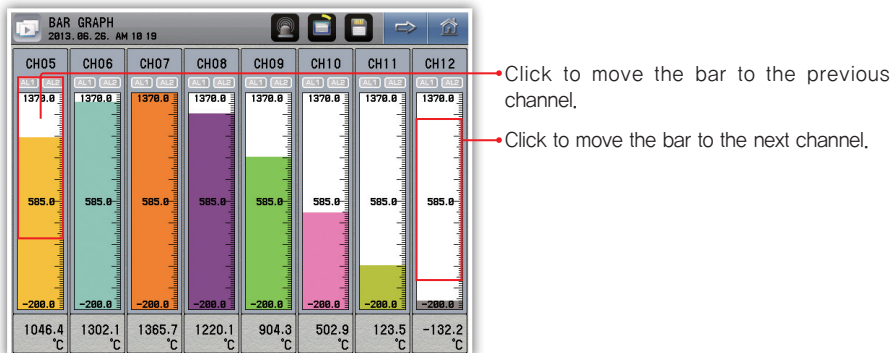 BAR GRAPH
2013. 06. 26. AM 10 19
CH05 CH06 CH07 CH08 CH09 CH10 CH11 CH12
AL1 AL2 AL1 AL2 AL1 AL2 AL1 AL2 AL1 AL2 AL1 AL2 AL1 AL2 AL1 AL2
1370.0 1370.0 1370.0 1370.0 1370.0 1370.0 1370.0 1370.0
585.0 585.0 585.0 585.0 585.0 585.0 585.0 585.0
-200.0 -200.0 -200.0 -200.0 -200.0 -200.0 -200.0 -200.0
1046.4 1302.1 1365.7 1220.1 904.3 502.9 123.5 -132.2
℃ ℃ ℃ ℃ ℃ ℃ ℃ ℃
Click to move the bar to the previous
channel.
Click to move the bar to the next channel.